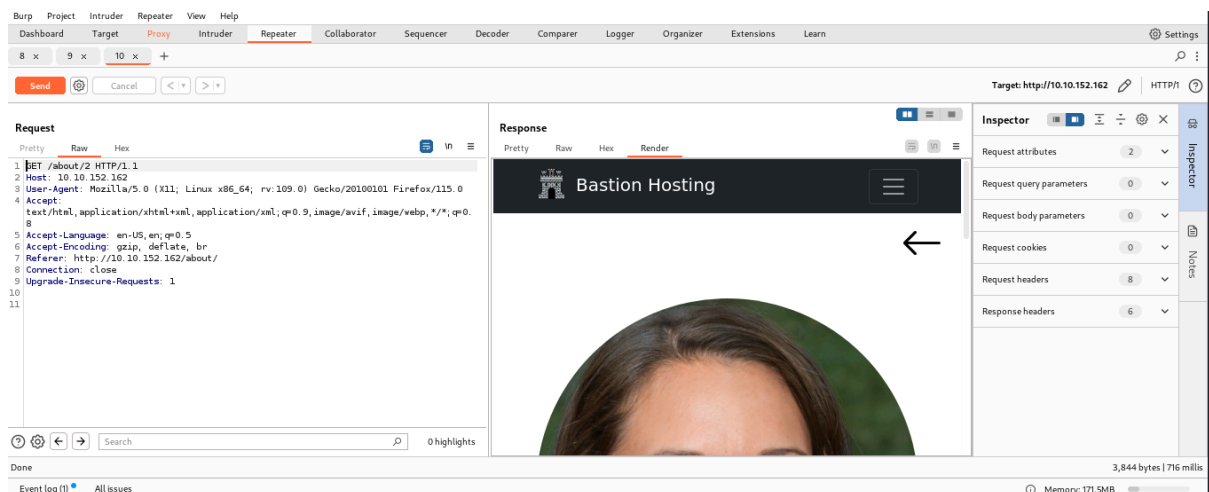 Burp Project Intruder Repeater View Help
Dashboard Target Proxy Intruder Repeater Collaborator Sequencer Decoder Comparer Logger Organizer Extensions Learn Settings
8 × 9 × 10 × +
Send Cancel < > Target: http://10.10.152.162 HTTP/1
Request
Pretty Raw Hex \n
1 GET /about/2 HTTP/1.1
2 Host: 10.10.152.162
3 User-Agent: Mozilla/5.0 (X11; Linux x86_64; rv:109.0) Gecko/20100101 Firefox/115.0
4 Accept:
text/html,application/xhtml+xml,application/xml;q=0.9,image/avif,image/webp,*/*;q=0.
8
5 Accept-Language: en-US,en;q=0.5
6 Accept-Encoding: gzip, deflate, br
7 Referer: http://10.10.152.162/about/
8 Connection: close
9 Upgrade-Insecure-Requests: 1
10
11
Search 0 highlights
Response
Pretty Raw Hex Render \n
Bastion Hosting
Inspector
Request attributes 2
Request query parameters 0
Request body parameters 0
Request cookies 0
Request headers 8
Response headers 6
Inspector
Notes
Done 3,844 bytes | 716 millis
Event log (1) All issues Memory: 171.5MB